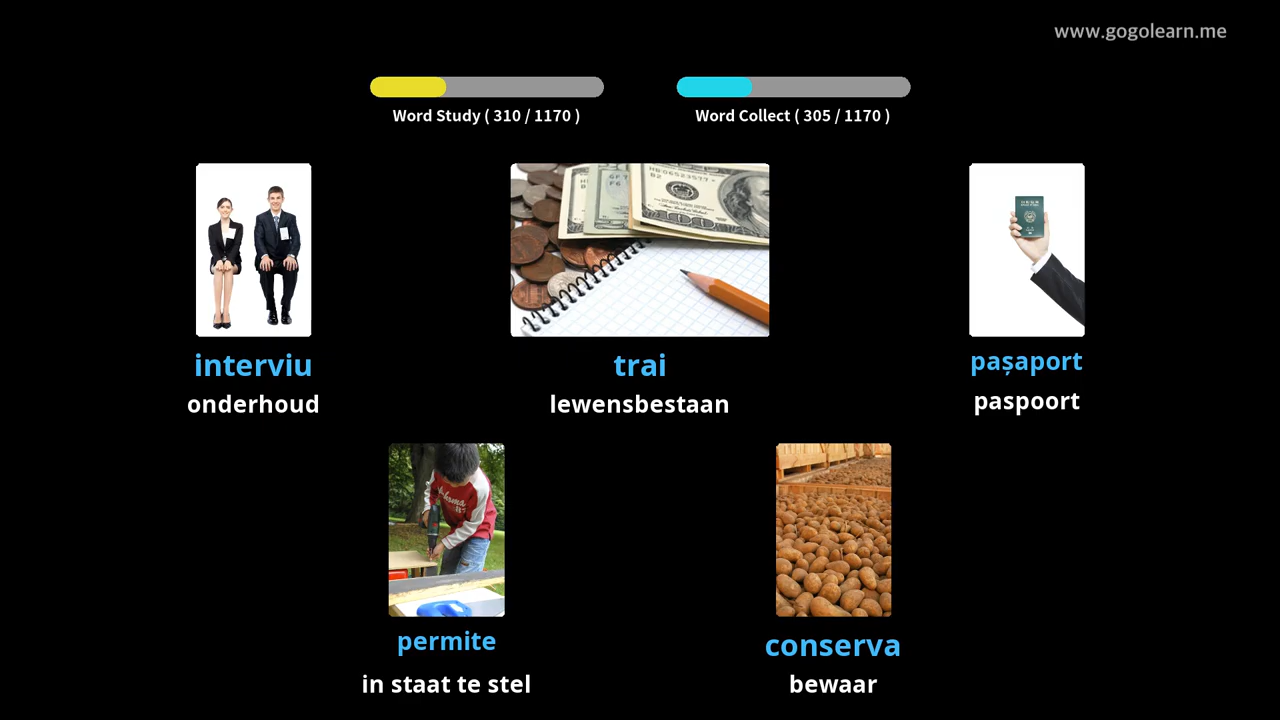 www.gogolearn.me
Word Study ( 310 / 1170 )
Word Collect ( 305 / 1170 )
interviu
onderhoud
trai
lewensbestaan
pașaport
paspoort
permite
in staat te stel
conserva
bewaar